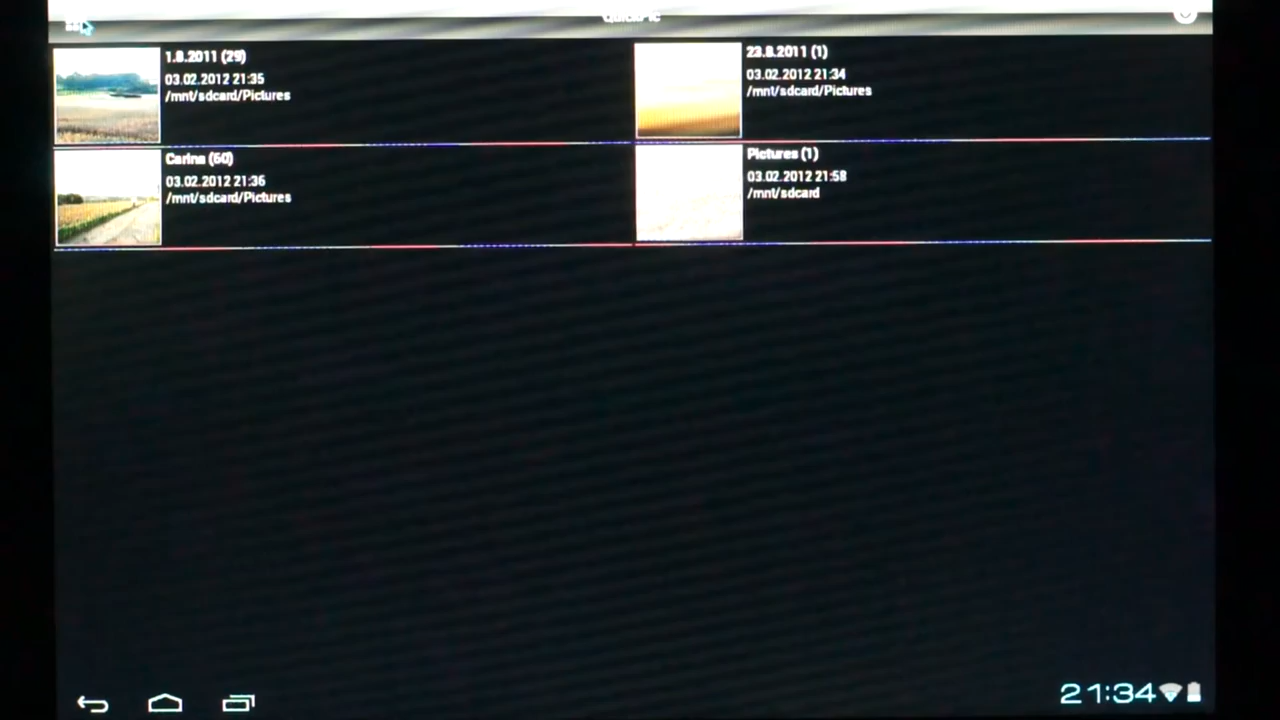 QuickPic
1.8.2011 (29)
03.02.2012 21:35
/mnt/sdcard/Pictures
23.8.2011 (1)
03.02.2012 21:34
/mnt/sdcard/Pictures
Carina (60)
03.02.2012 21:36
/mnt/sdcard/Pictures
Pictures (1)
03.02.2012 21:58
/mnt/sdcard
21:34